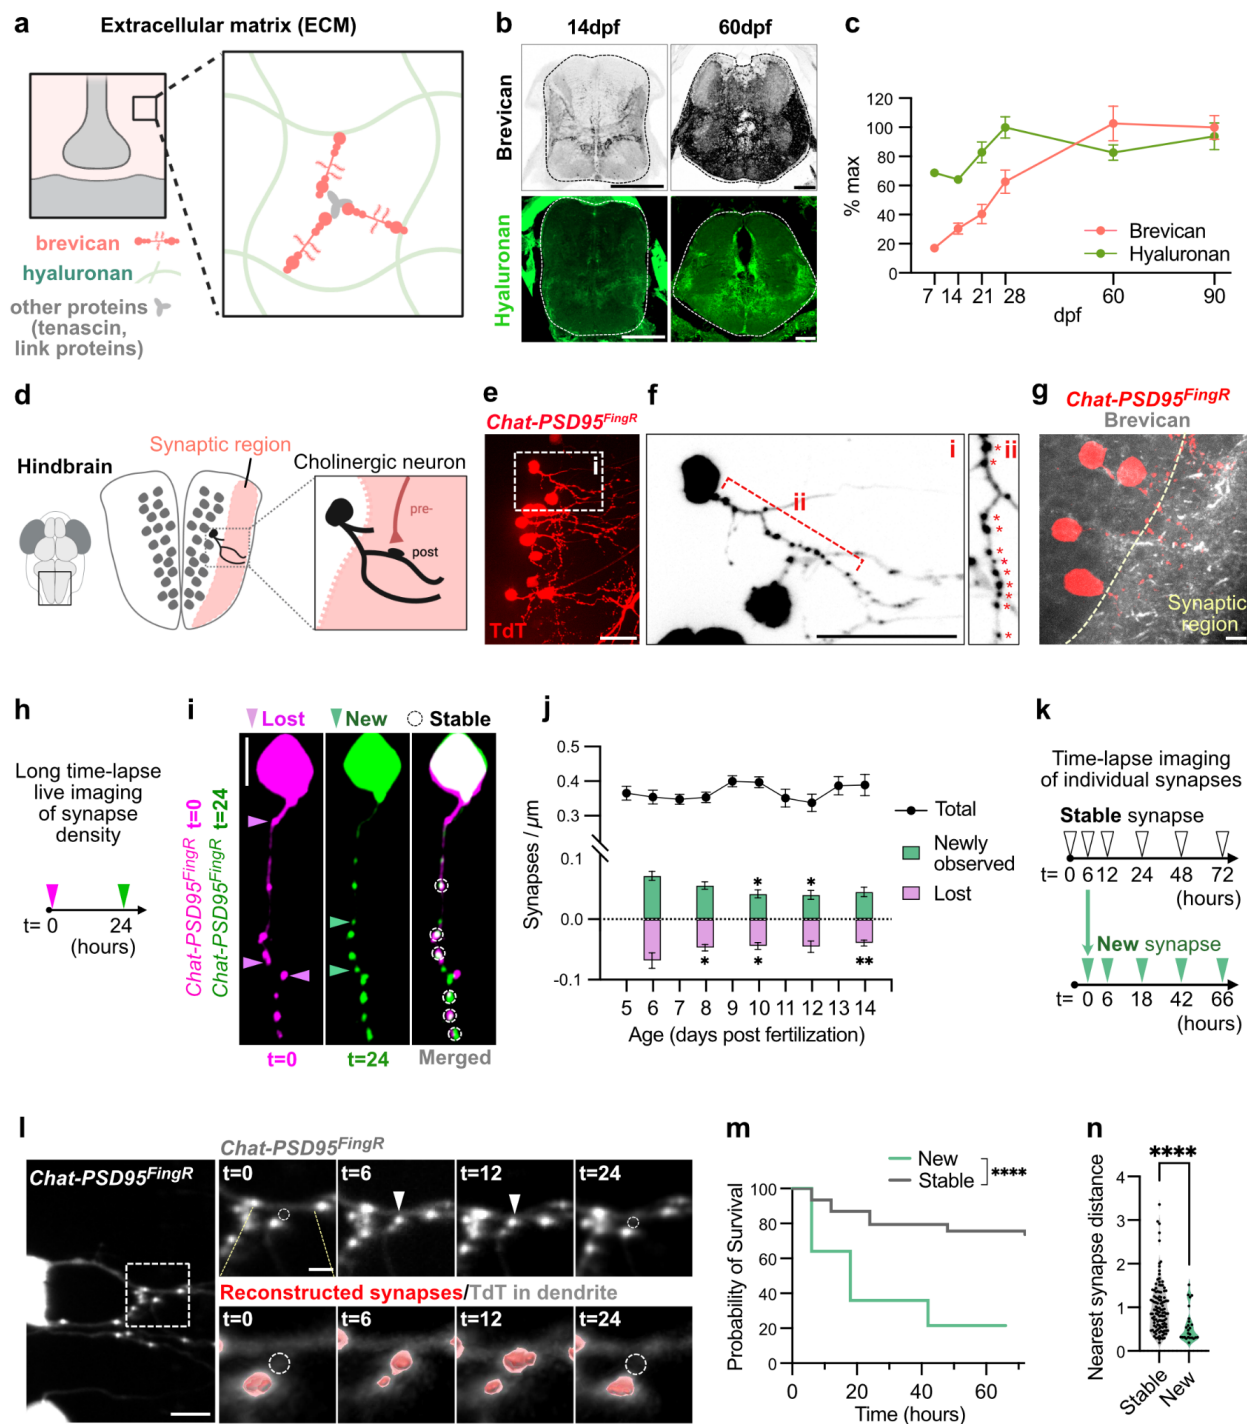 a
Extracellular matrix (ECM)
brevican
hyaluronan
other proteins
(tenascin,
link proteins)
b
14dpf
60dpf
Brevican
Hyaluronan
c
120
100
80
60
40
20
0
% max
Brevican
Hyaluronan
7 14 21 28 60 90
dpf
d
Hindbrain
Synaptic
region
Cholinergic neuron
pre-
post
e
Chat-PSD95FingR
i
TdT
f
i
ii
ii
* * * * * * * * * *
g
Chat-PSD95FingR
Brevican
Synaptic
region
h
Long time-lapse
live imaging
of synapse
density
t= 0 24
(hours)
i
Lost
New
Stable
Chat-PSD95FingR t=0
Chat-PSD95FingR t=24
t=0
t=24
Merged
j
0.5
0.4
0.3
0.1
0.0
-0.1
Synapses / µm
* *
* * **
Total
Newly
observed
Lost
5 6 7 8 9 10 11 12 13 14
Age (days post fertilization)
k
Time-lapse imaging
of individual synapses
Stable synapse
t= 0 6 12 24 48 72
(hours)
New synapse
t= 0 6 18 42 66
(hours)
l
Chat-PSD95FingR
Chat-PSD95FingR
t=0
t=6
t=12
t=24
Reconstructed synapses/TdT in dendrite
t=0
t=6
t=12
t=24
m
New
Stable
****
100
80
60
40
20
0
Probability of Survival
0 20 40 60
Time (hours)
n
****
4
3
2
1
0
Nearest synapse distance
Stable
New